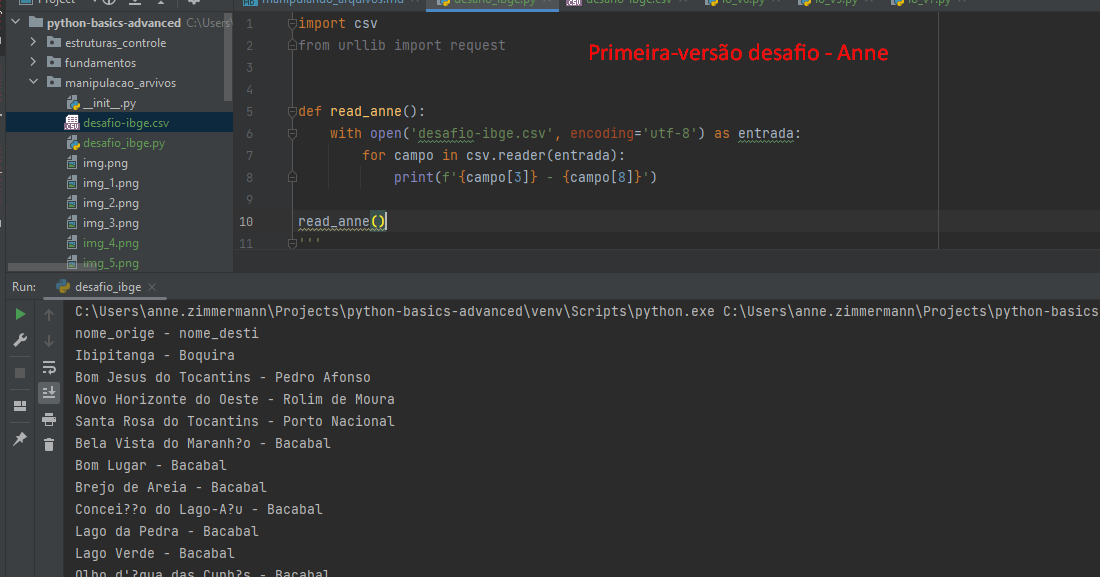 Project
manipulando_arquivos.md
desafio_ibge.py
desafio-ibge.csv
io_v6.py
io_v5.py
io_v7.py
python-basics-advanced C:\Users\
estruturas_controle
fundamentos
manipulacao_arvivos
__init__.py
desafio-ibge.csv
desafio_ibge.py
img.png
img_1.png
img_2.png
img_3.png
img_4.png
img_5.png
1 import csv
2 from urllib import request
Primeira-versão desafio - Anne
3
4
5 def read_anne():
6 with open('desafio-ibge.csv', encoding='utf-8') as entrada:
7 for campo in csv.reader(entrada):
8 print(f'{campo[3]} - {campo[8]}')
9
10 read_anne()
11 '''
Run: desafio_ibge
C:\Users\anne.zimmermann\Projects\python-basics-advanced\venv\Scripts\python.exe C:\Users\anne.zimmermann\Projects\python-basics
nome_orige - nome_desti
Ibipitanga - Boquira
Bom Jesus do Tocantins - Pedro Afonso
Novo Horizonte do Oeste - Rolim de Moura
Santa Rosa do Tocantins - Porto Nacional
Bela Vista do Maranh?o - Bacabal
Bom Lugar - Bacabal
Brejo de Areia - Bacabal
Concei??o do Lago-A?u - Bacabal
Lago da Pedra - Bacabal
Lago Verde - Bacabal
Olho d'?gua das Cunh?s - Bacabal